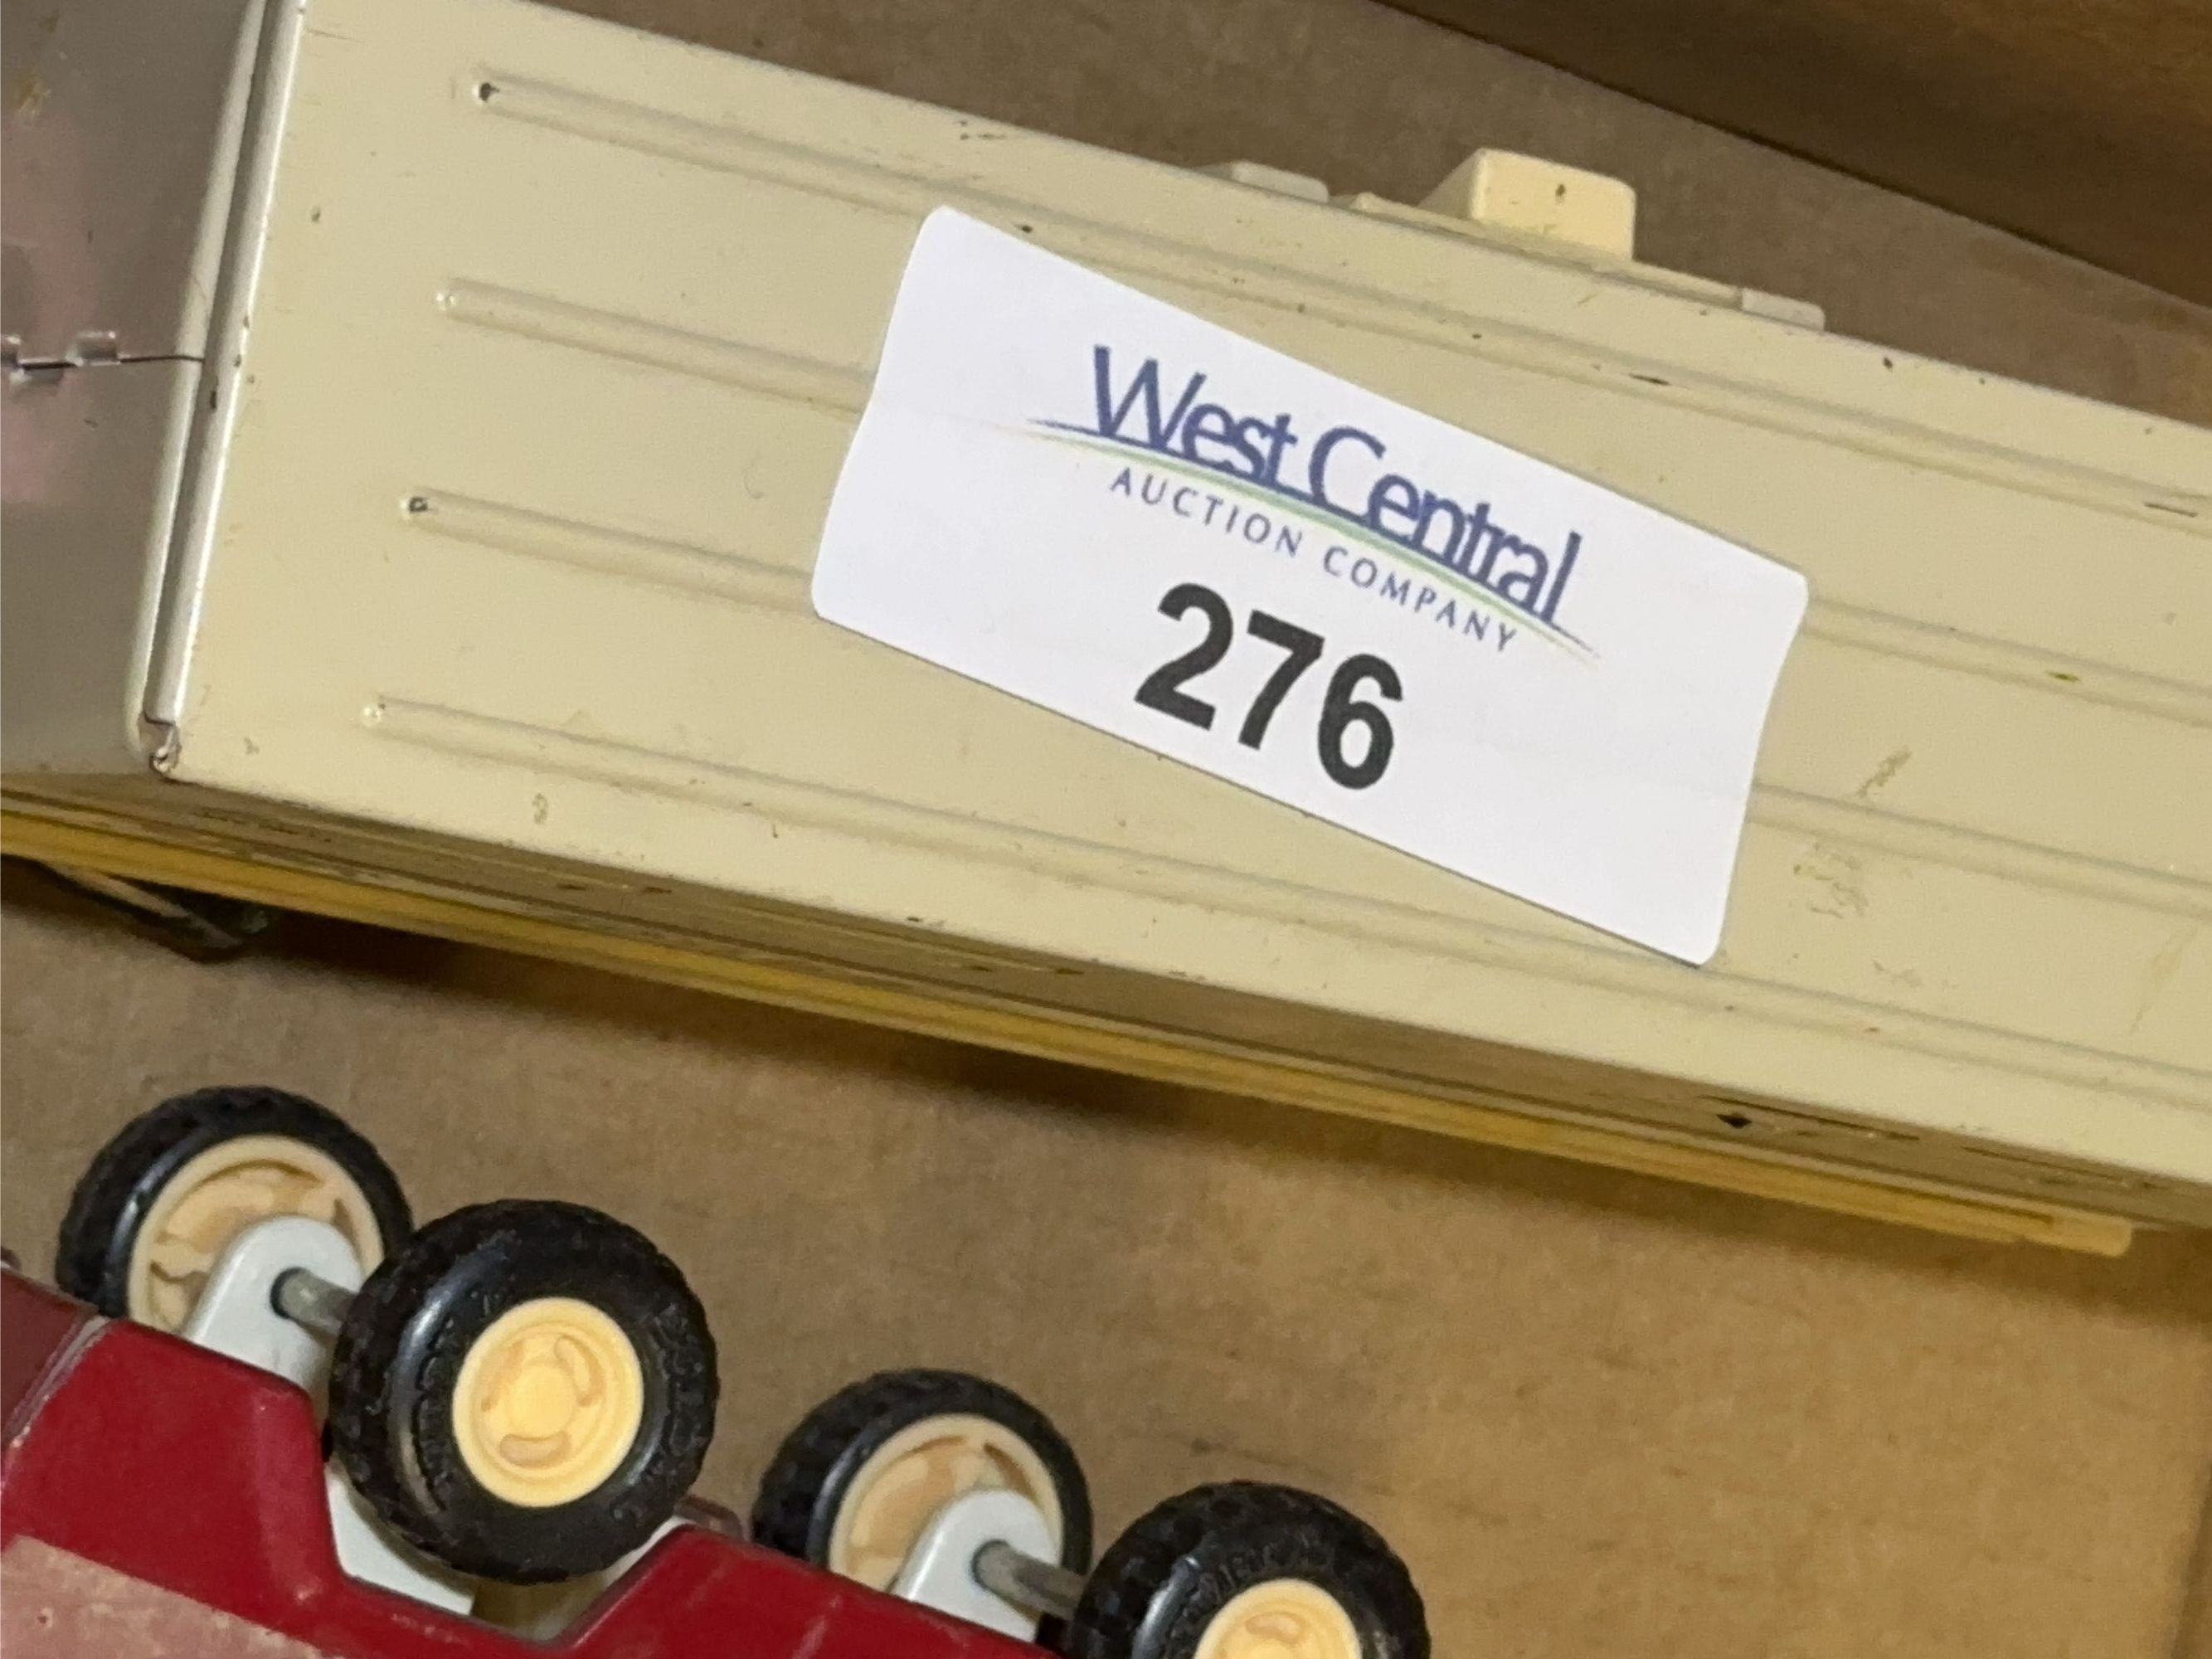 West Central
AUCTION COMPANY
276